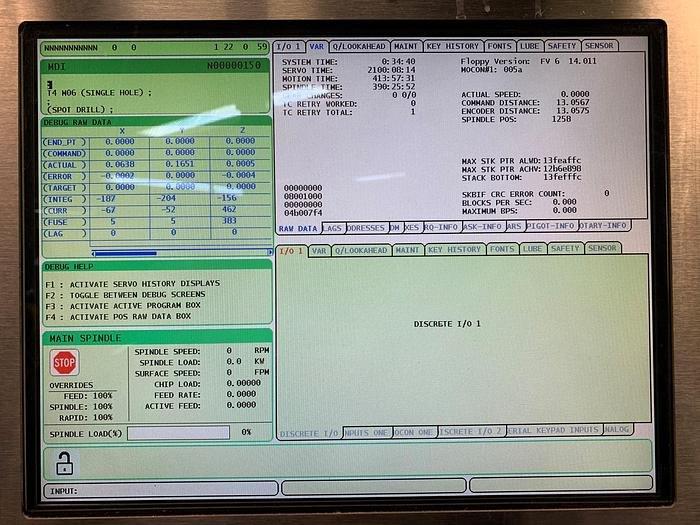 NNNNNNNNNNN 0 0 1 22 0 59
MDI N00000150
T4 M06 (SINGLE HOLE) ;
;
(SPOT DRILL) ;
DEBUG RAW DATA
X Y Z
(END_PT ) 0.0000 0.0000 0.0000
(COMMAND) 0.0000 0.0000 0.0000
(ACTUAL ) 0.0638 0.1651 0.0005
(ERROR ) -0.0002 0.0000 -0.0004
(TARGET ) 0.0000 0.0000 0.0000
(INTEG ) -187 -204 -156
(CURR ) -67 -52 462
(FUSE ) 5 5 383
(LAG ) 0 0 0
DEBUG HELP
F1 : ACTIVATE SERVO HISTORY DISPLAYS
F2 : TOGGLE BETWEEN DEBUG SCREENS
F3 : ACTIVATE ACTIVE PROGRAM BOX
F4 : ACTIVATE POS RAW DATA BOX
MAIN SPINDLE
STOP
SPINDLE SPEED: 0 RPM
SPINDLE LOAD: 0.0 KW
SURFACE SPEED: 0 FPM
OVERRIDES
FEED: 100%
SPINDLE: 100%
RAPID: 100%
CHIP LOAD: 0.00000
FEED RATE: 0.0000
ACTIVE FEED: 0.0000
SPINDLE LOAD(%) 0%
I/O 1 VAR Q/LOOKAHEAD MAINT KEY HISTORY FONTS LUBE SAFETY SENSOR
SYSTEM TIME: 0:34:40
SERVO TIME: 2100:08:14
MOTION TIME: 413:57:31
SPINDLE TIME: 390:25:52
GEAR CHANGES: 0 0/0
TC RETRY WORKED: 0
TC RETRY TOTAL: 1
Floppy Version: FV 6 14.011
MOCON#1: 005a
ACTUAL SPEED: 0.0000
COMMAND DISTANCE: 13.0567
ENCODER DISTANCE: 13.0575
SPINDLE POS: 1258
MAX STK PTR ALWD: 13feaffc
MAX STK PTR ACHV: 12b6e898
STACK BOTTOM: 13fefffc
00000000
08001000
00000000
04b007f4
SKBIF CRC ERROR COUNT: 0
BLOCKS PER SEC: 0.000
MAXIMUM BPS: 0.000
RAW DATA LAGS DDRESSES DM XES RQ-INFO ASK-INFO ARS PIGOT-INFO OTARY-INFO
I/O 1 VAR Q/LOOKAHEAD MAINT KEY HISTORY FONTS LUBE SAFETY SENSOR
DISCRETE I/O 1
DISCRETE I/O NPUTS ONE OCON ONE ISCRETE I/O 2 ERIAL KEYPAD INPUTS NALOG
INPUT: